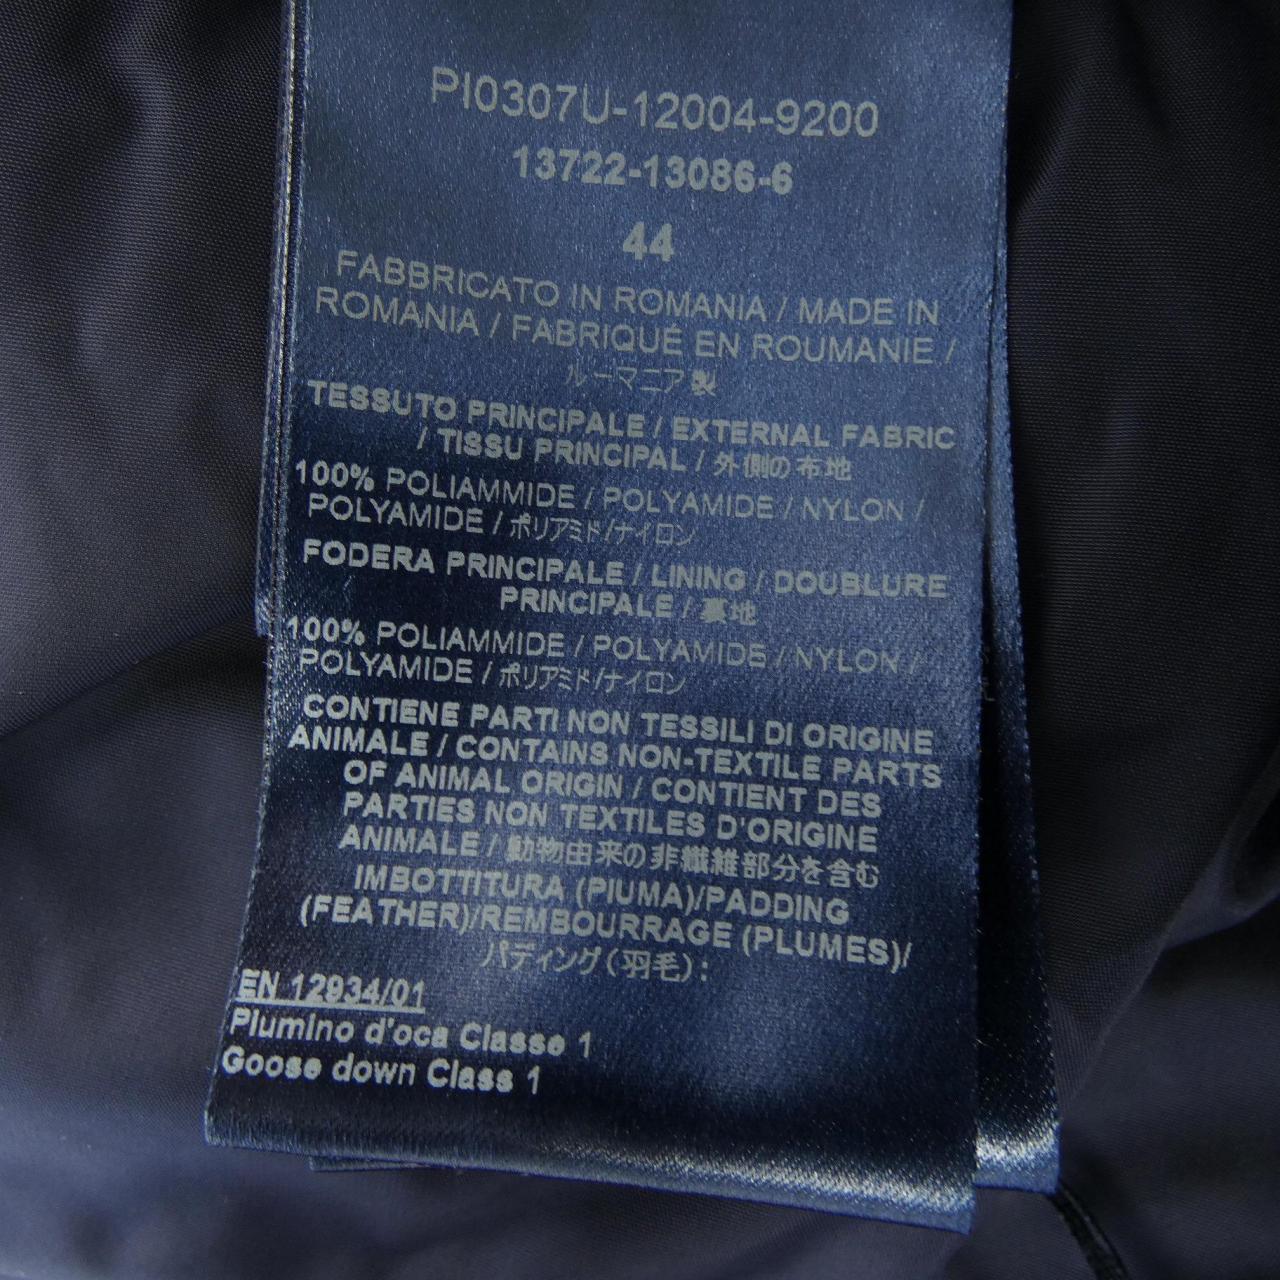 PI0307U-12004-9200
13722-13086-6
44
FABBRICATO IN ROMANIA / MADE IN
ROMANIA / FABRIQUÉ EN ROUMANIE /
ルーマニア製
TESSUTO PRINCIPALE / EXTERNAL FABRIC
/ TISSU PRINCIPAL / 外側の布地
100% POLIAMMIDE / POLYAMIDE / NYLON /
POLYAMIDE / ポリアミド/ナイロン
FODERA PRINCIPALE / LINING / DOUBLURE
PRINCIPALE / 裏地
100% POLIAMMIDE / POLYAMIDE / NYLON /
POLYAMIDE / ポリアミド/ナイロン
CONTIENE PARTI NON TESSILI DI ORIGINE
ANIMALE / CONTAINS NON-TEXTILE PARTS
OF ANIMAL ORIGIN / CONTIENT DES
PARTIES NON TEXTILES D'ORIGINE
ANIMALE / 動物由来の非繊維部分を含む
IMBOTTITURA (PIUMA)/PADDING
(FEATHER)/REMBOURRAGE (PLUMES)/
パディング(羽毛):
EN 12934/01
Piumino d'oca Classe 1
Goose down Class 1